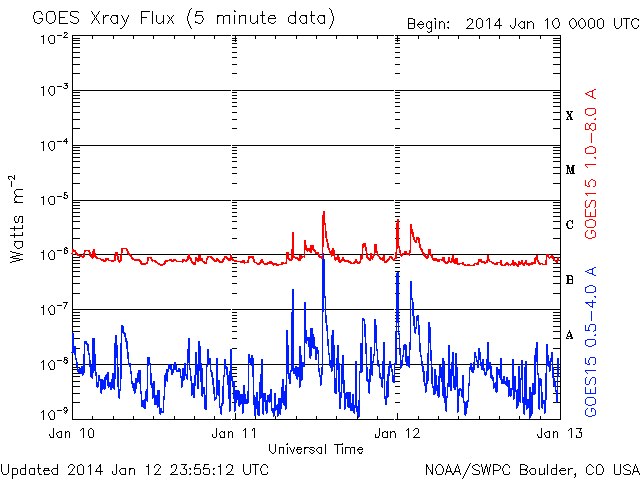 GOES Xray Flux (5 minute data)
Begin: 2014 Jan 10 0000 UTC
10⁻²
10⁻³
10⁻⁴
10⁻⁵
10⁻⁶
10⁻⁷
10⁻⁸
10⁻⁹
Watts m⁻²
X
M
C
B
A
GOES15 1.0-8.0 A
GOES15 0.5-4.0 A
Jan 10
Jan 11
Jan 12
Jan 13
Universal Time
Updated 2014 Jan 12 23:55:12 UTC
NOAA/SWPC Boulder, CO USA